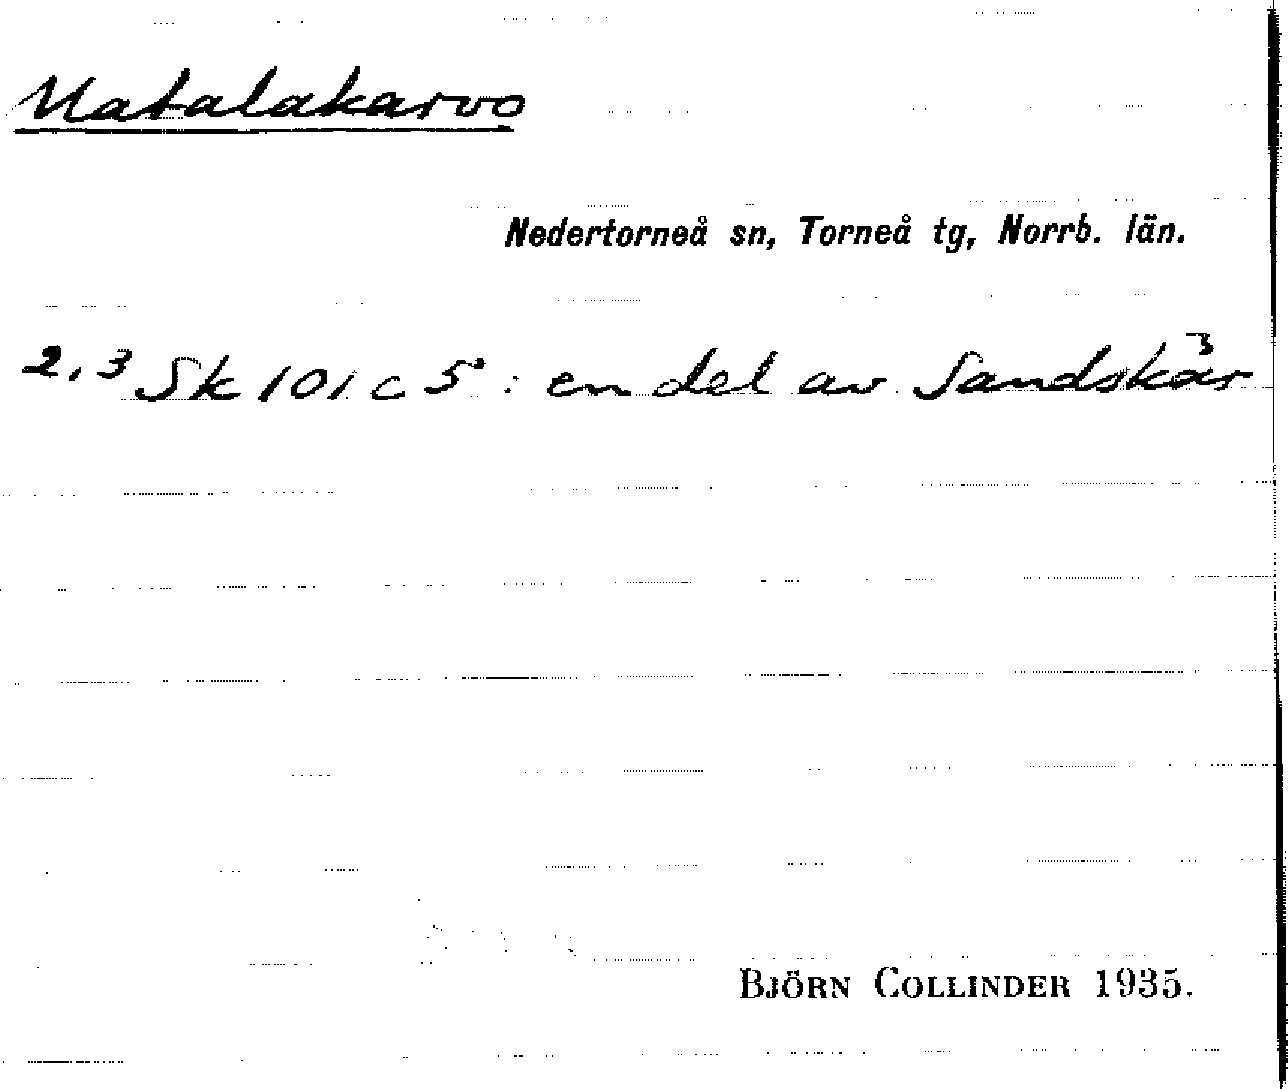 Matalakarvo
Nedertorneå sn, Torneå tg, Norrb. län.
2,3 Sk 101 c 5 : en del av Sandskär 3
BJÖRN COLLINDER 1935.